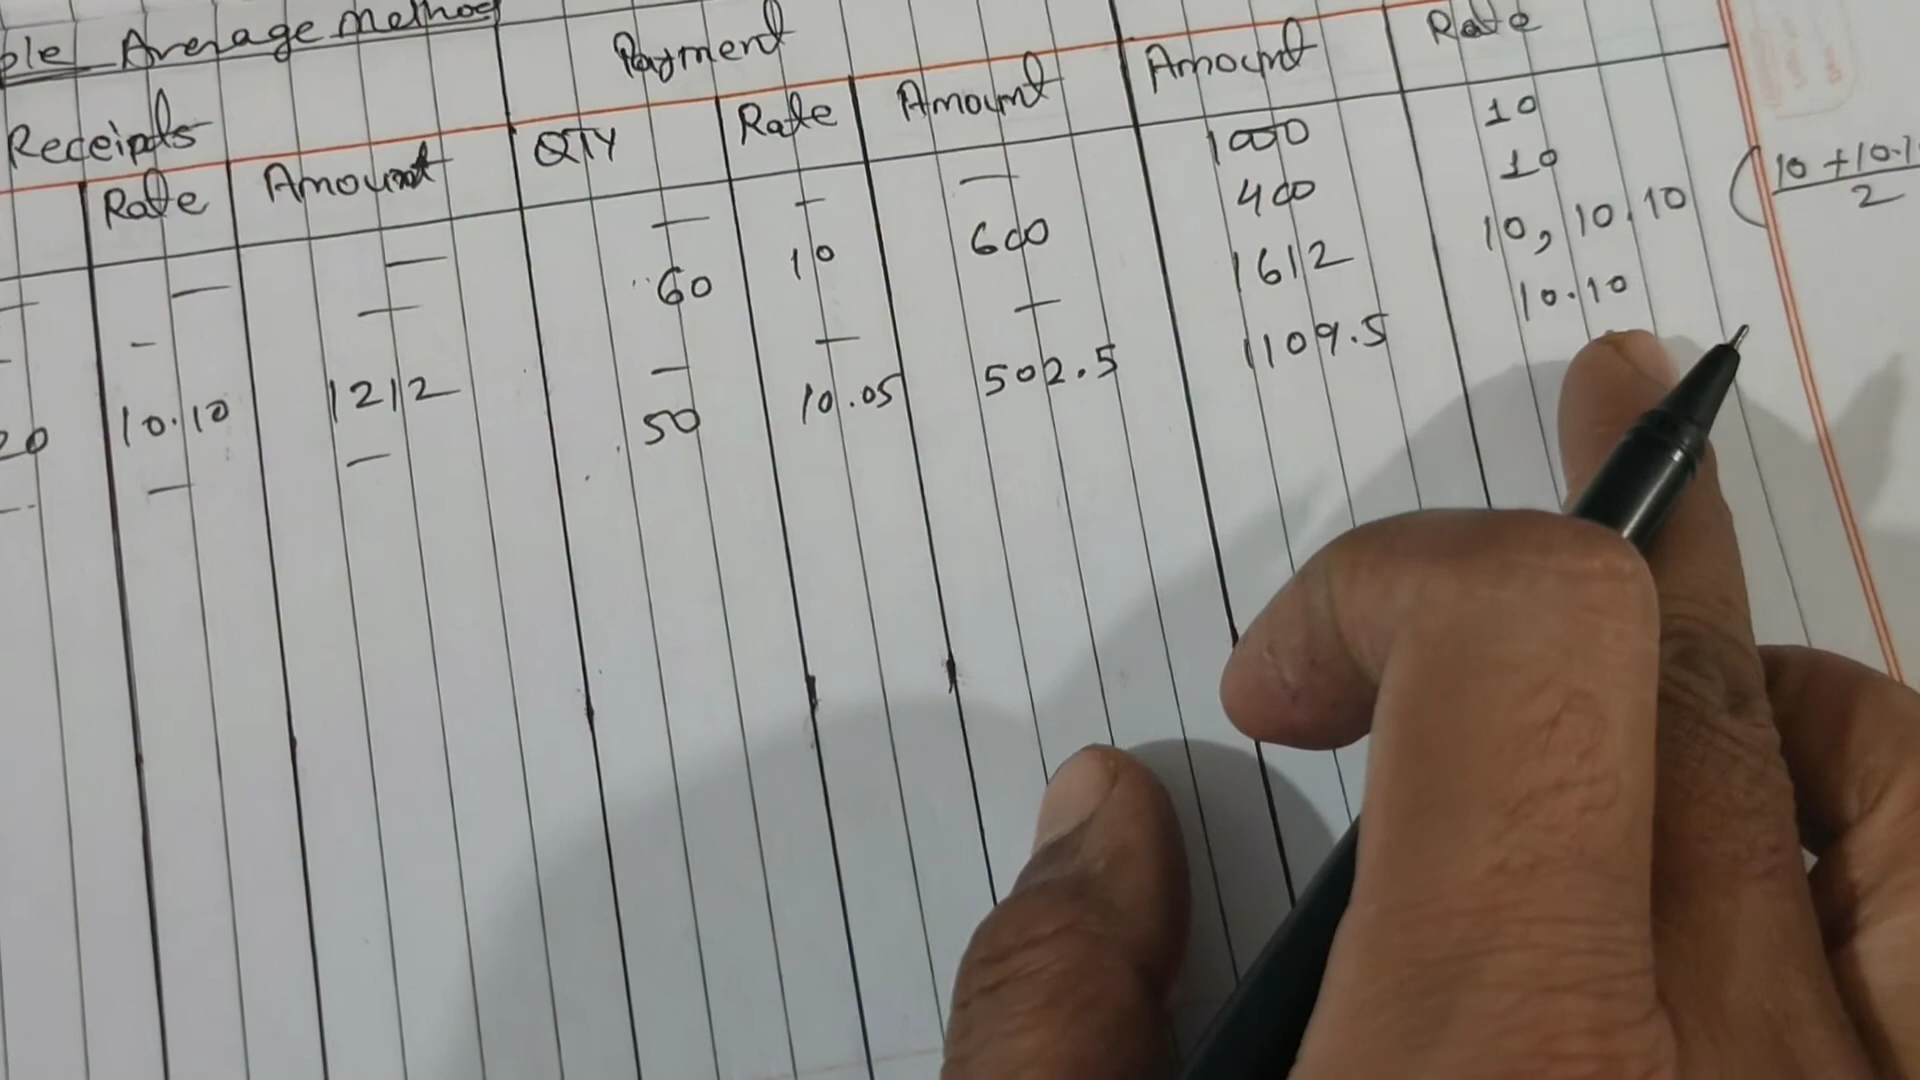 Average Method
Receipts Payment Amount Rate
Rate Amount QTY Rate Amount
— — — — — 1000 10
- — 60 10 600 400 10
20 10.10 1212 — — — 1612 10, 10.10 (10 + 10.1
2
— — 50 10.05 502.5 1109.5 10.10